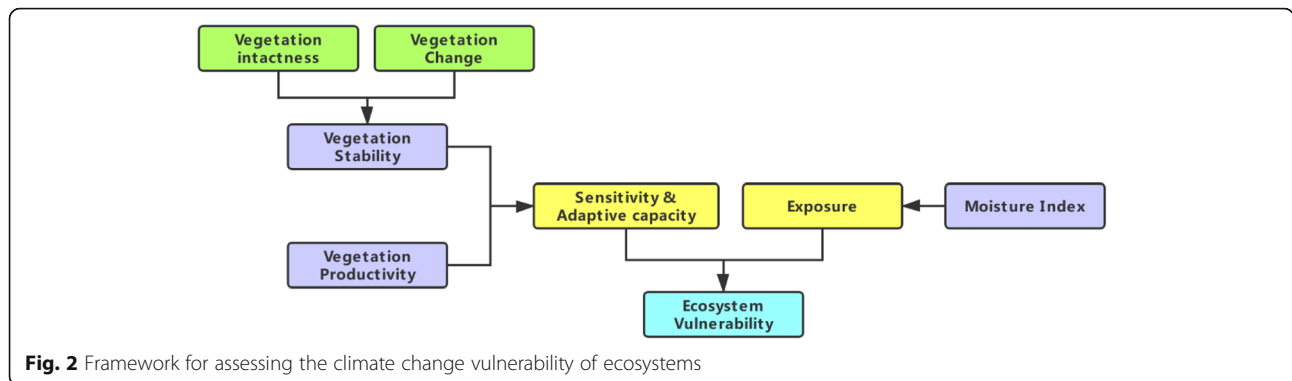 Vegetation
intactness
Vegetation
Change
Vegetation
Stability
Sensitivity &
Adaptive capacity
Exposure
Moisture Index
Vegetation
Productivity
Ecosystem
Vulnerability
Fig. 2 Framework for assessing the climate change vulnerability of ecosystems